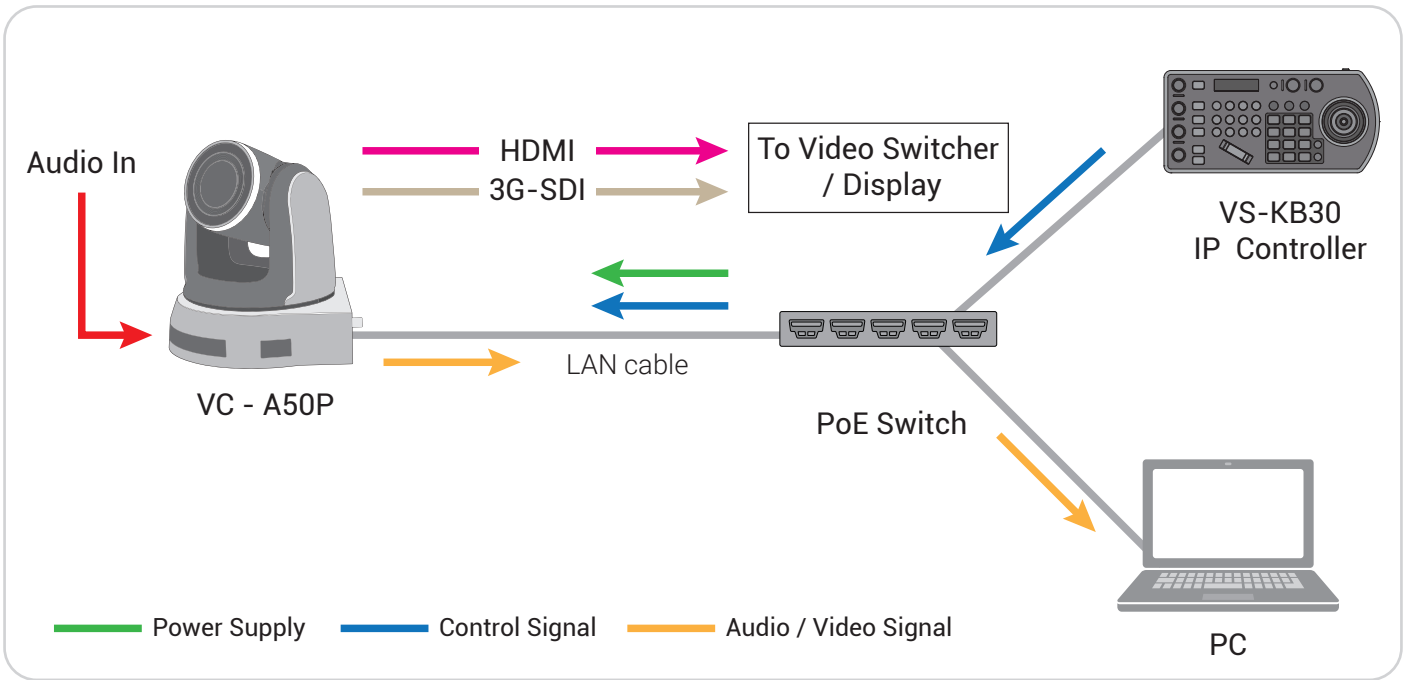 Audio In
HDMI
3G-SDI
To Video Switcher
/ Display
VS-KB30
IP Controller
LAN cable
VC - A50P
PoE Switch
Power Supply
Control Signal
Audio / Video Signal
PC